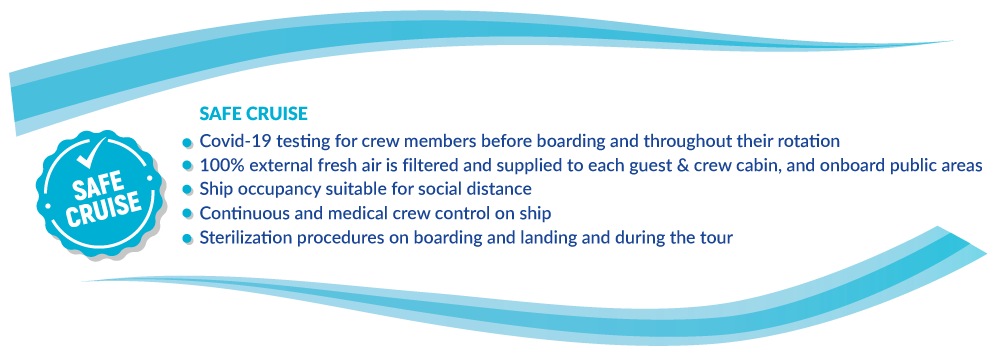 SAFE CRUISE
Covid-19 testing for crew members before boarding and throughout their rotation
100% external fresh air is filtered and supplied to each guest & crew cabin, and onboard public areas
Ship occupancy suitable for social distance
Continuous and medical crew control on ship
Sterilization procedures on boarding and landing and during the tour
SAFE
CRUISE